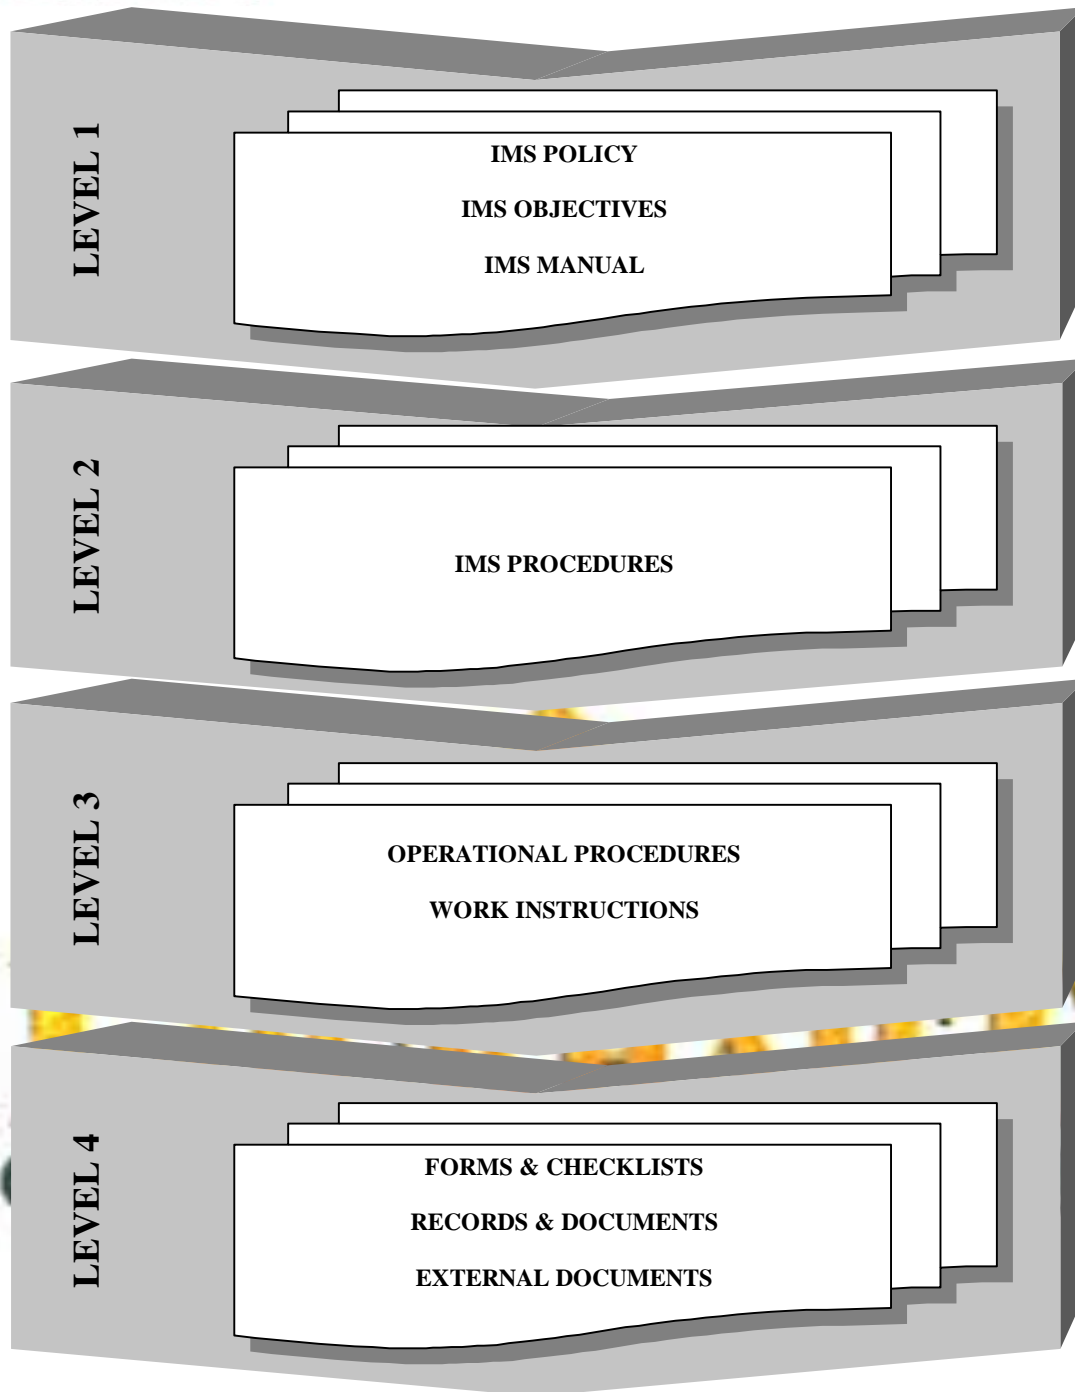 LEVEL 1
IMS POLICY
IMS OBJECTIVES
IMS MANUAL
LEVEL 2
IMS PROCEDURES
LEVEL 3
OPERATIONAL PROCEDURES
WORK INSTRUCTIONS
LEVEL 4
FORMS & CHECKLISTS
RECORDS & DOCUMENTS
EXTERNAL DOCUMENTS